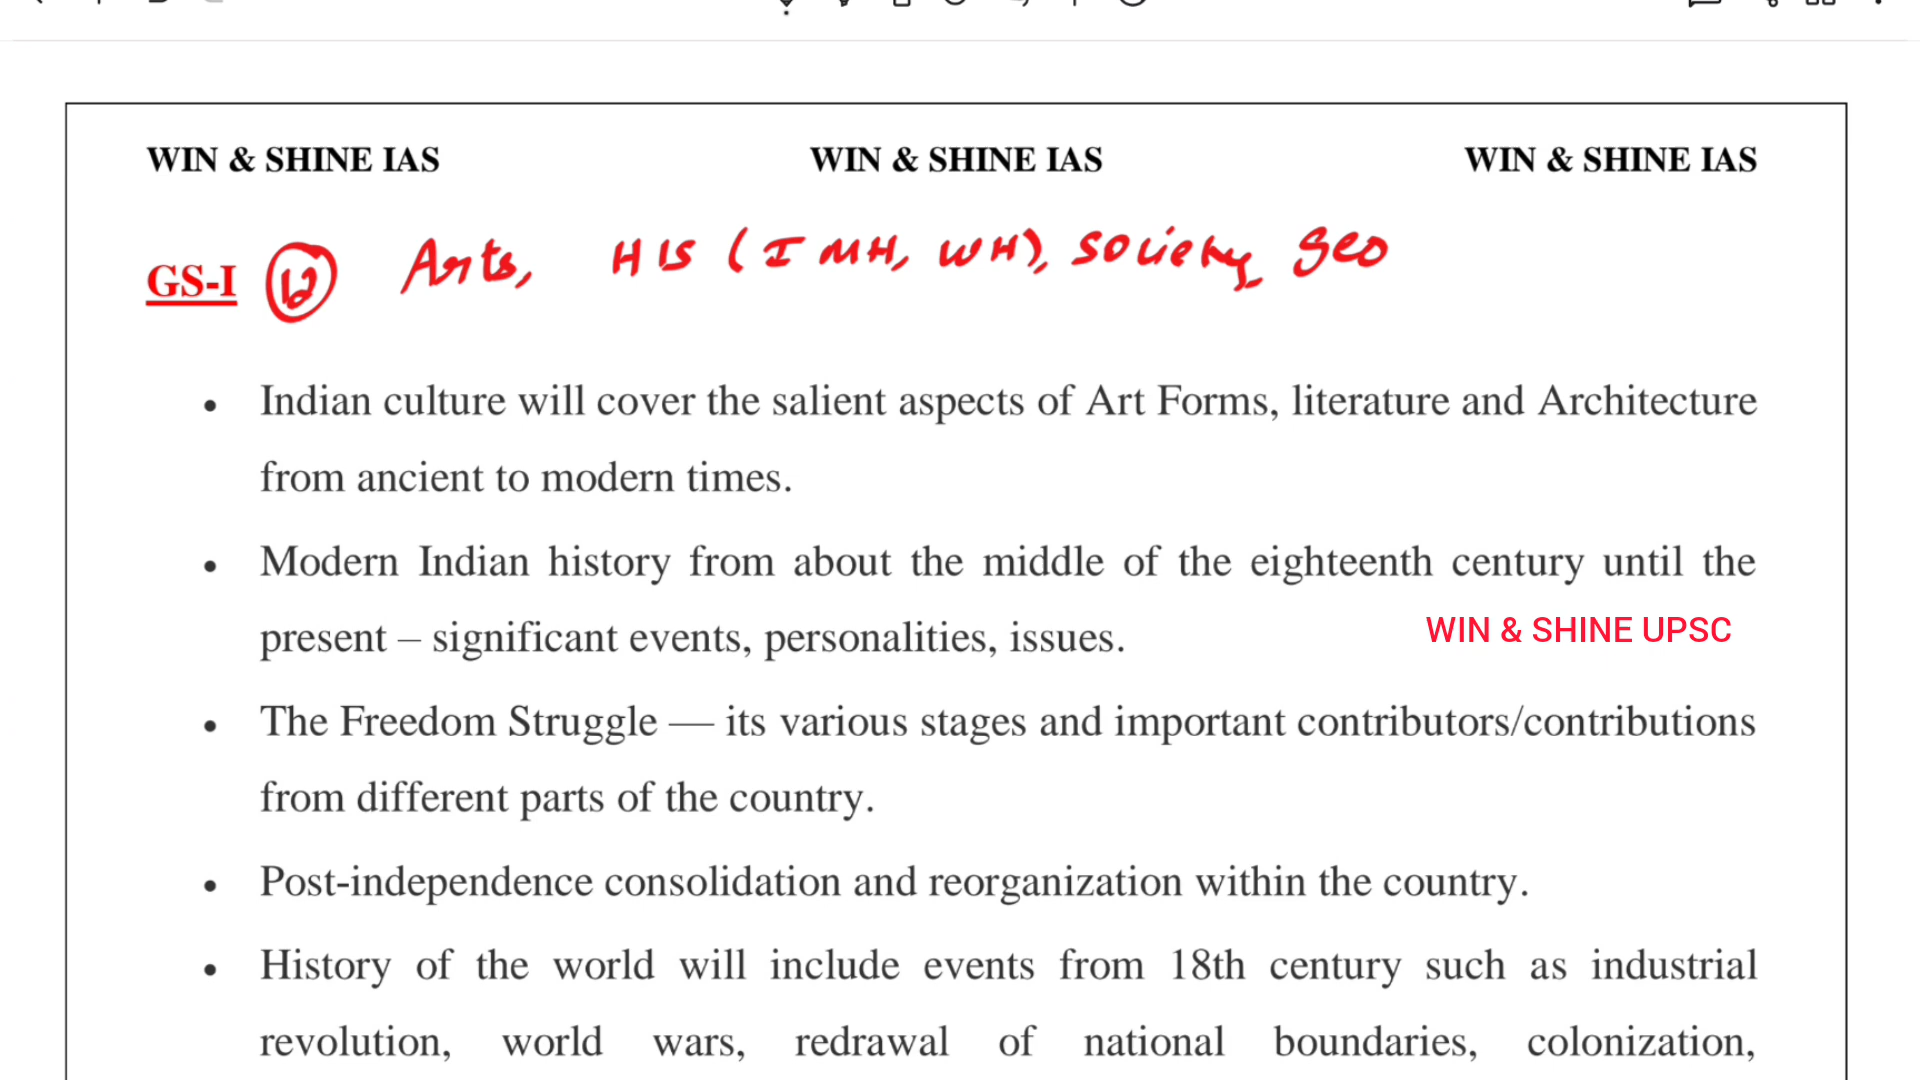 WIN & SHINE IAS WIN & SHINE IAS WIN & SHINE IAS
GS-I 12 Arts, HIS (IMH, WH), society, geo
• Indian culture will cover the salient aspects of Art Forms, literature and Architecture
from ancient to modern times.
• Modern Indian history from about the middle of the eighteenth century until the
present – significant events, personalities, issues.
WIN & SHINE UPSC
• The Freedom Struggle — its various stages and important contributors/contributions
from different parts of the country.
• Post-independence consolidation and reorganization within the country.
• History of the world will include events from 18th century such as industrial
revolution, world wars, redrawal of national boundaries, colonization,